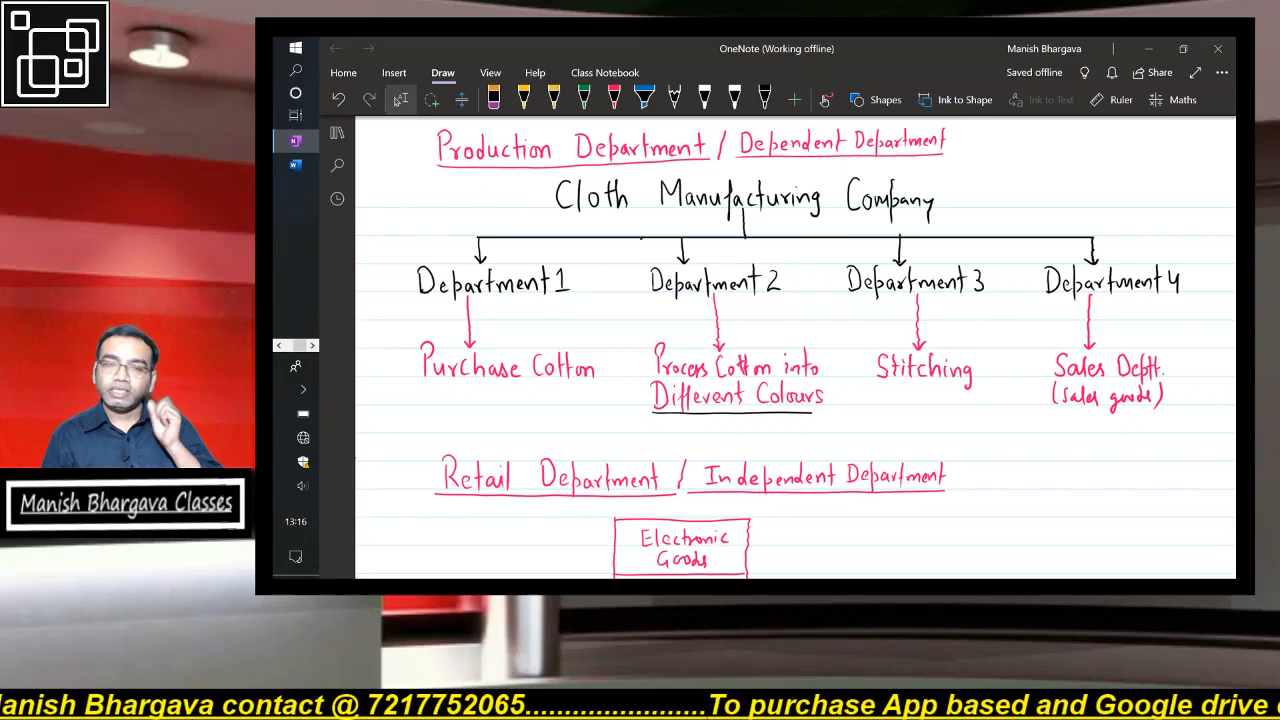 OneNote (Working offline)
Manish Bhargava
Home Insert Draw View Help Class Notebook
Saved offline
Share
Shapes
Ink to Shape
Ink to Text
Ruler
Maths
Production Department / Dependent Department
Cloth Manufacturing Company
Department 1 Department 2 Department 3 Department 4
Purchase Cotton
Process Cotton into
Different Colours
Stitching
Sales Deptt.
(Sales goods)
Retail Department / Independent Department
Electronic
Goods
13:16
Manish Bhargava Classes
Manish Bhargava contact @ 7217752065......................To purchase App based and Google drive